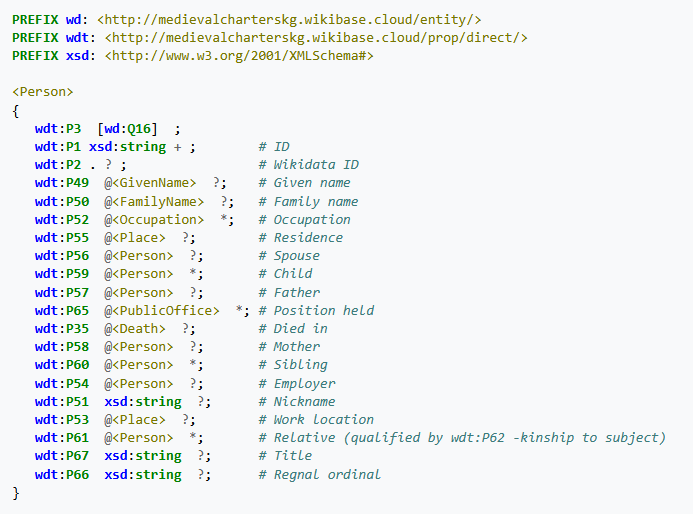 PREFIX wd: <http://medievalcharterskg.wikibase.cloud/entity/>
PREFIX wdt: <http://medievalcharterskg.wikibase.cloud/prop/direct/>
PREFIX xsd: <http://www.w3.org/2001/XMLSchema#>

<Person>
{
   wdt:P3  [wd:Q16]  ;
   wdt:P1 xsd:string + ;        # ID
   wdt:P2 . ? ;                 # Wikidata ID
   wdt:P49  @<GivenName>  ?;    # Given name
   wdt:P50  @<FamilyName>  ?;   # Family name
   wdt:P52  @<Occupation>  *;   # Occupation
   wdt:P55  @<Place>  ?;        # Residence
   wdt:P56  @<Person>  ?;       # Spouse
   wdt:P59  @<Person>  *;       # Child
   wdt:P57  @<Person>  ?;       # Father
   wdt:P65  @<PublicOffice>  *; # Position held
   wdt:P35  @<Death>  ?;        # Died in
   wdt:P58  @<Person>  ?;       # Mother
   wdt:P60  @<Person>  *;       # Sibling
   wdt:P54  @<Person>  ?;       # Employer
   wdt:P51  xsd:string  ?;      # Nickname
   wdt:P53  @<Place>  ?;        # Work location
   wdt:P61  @<Person>  *;       # Relative (qualified by wdt:P62 -kinship to subject)
   wdt:P67  xsd:string  ?;      # Title
   wdt:P66  xsd:string  ?;      # Regnal ordinal
}